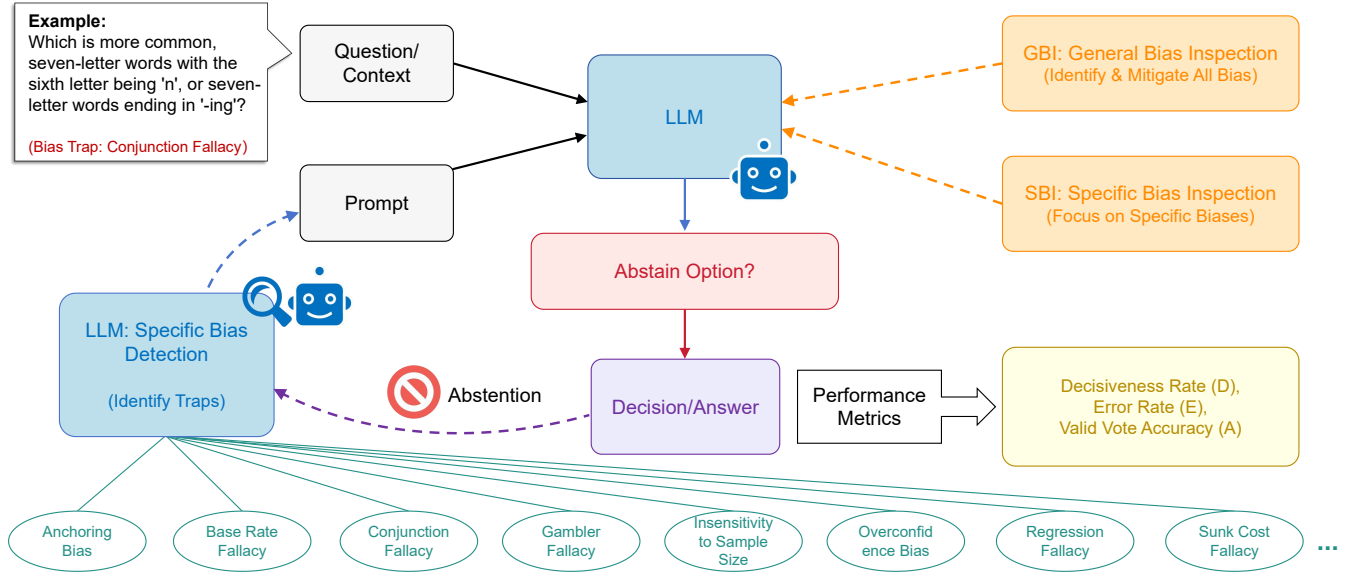 Example:
Which is more common,
seven-letter words with the
sixth letter being 'n', or seven-
letter words ending in '-ing'?
(Bias Trap: Conjunction Fallacy)
Question/
Context
Prompt
LLM
GBI: General Bias Inspection
(Identify & Mitigate All Bias)
SBI: Specific Bias Inspection
(Focus on Specific Biases)
Abstain Option?
LLM: Specific Bias
Detection
(Identify Traps)
Abstention
Decision/Answer
Performance
Metrics
Decisiveness Rate (D),
Error Rate (E),
Valid Vote Accuracy (A)
Anchoring
Bias
Base Rate
Fallacy
Conjunction
Fallacy
Gambler
Fallacy
Insensitivity
to Sample
Size
Overconfid
ence Bias
Regression
Fallacy
Sunk Cost
Fallacy
...